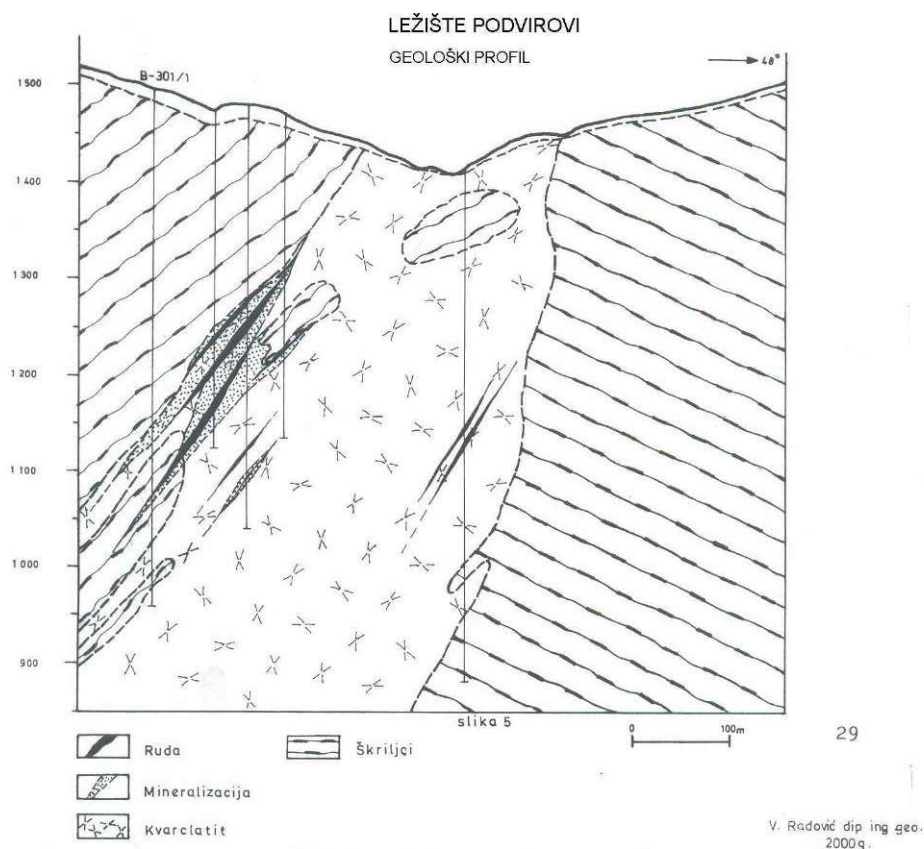 LEŽIŠTE PODVIROVI
GEOLOŠKI PROFIL
48°
B-301/1
1 500
1 400
1 300
1 200
1 100
1 000
900
slika 5
0 100m
29
Ruda
Škriljci
Mineralizacija
Kvarclatit
V. Radović dip ing geo.
2000g.